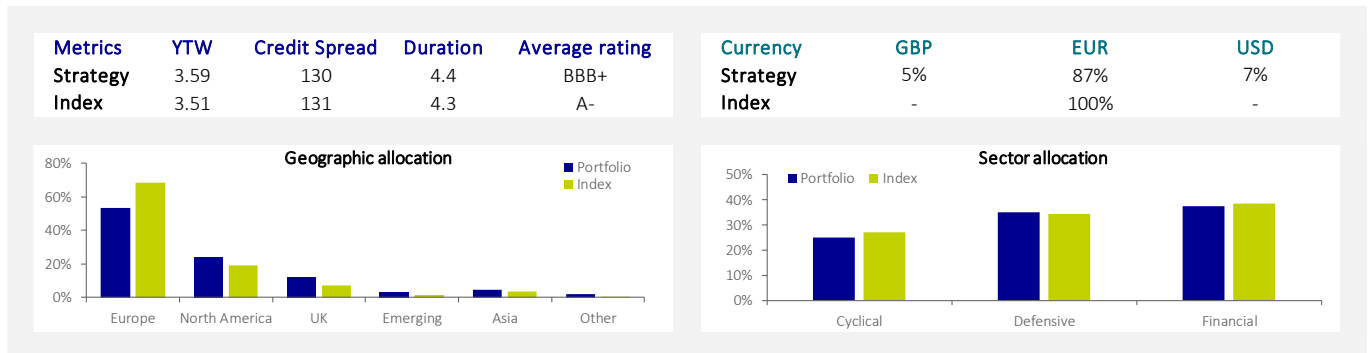 Metrics YTW Credit Spread Duration Average rating
Strategy 3.59 130 4.4 BBB+
Index 3.51 131 4.3 A-
Currency GBP EUR USD
Strategy 5% 87% 7%
Index - 100% -
Geographic allocation
Portfolio
Index
80%
60%
40%
20%
0%
Europe North America UK Emerging Asia Other
Sector allocation
Portfolio Index
50%
40%
30%
20%
10%
0%
Cyclical Defensive Financial